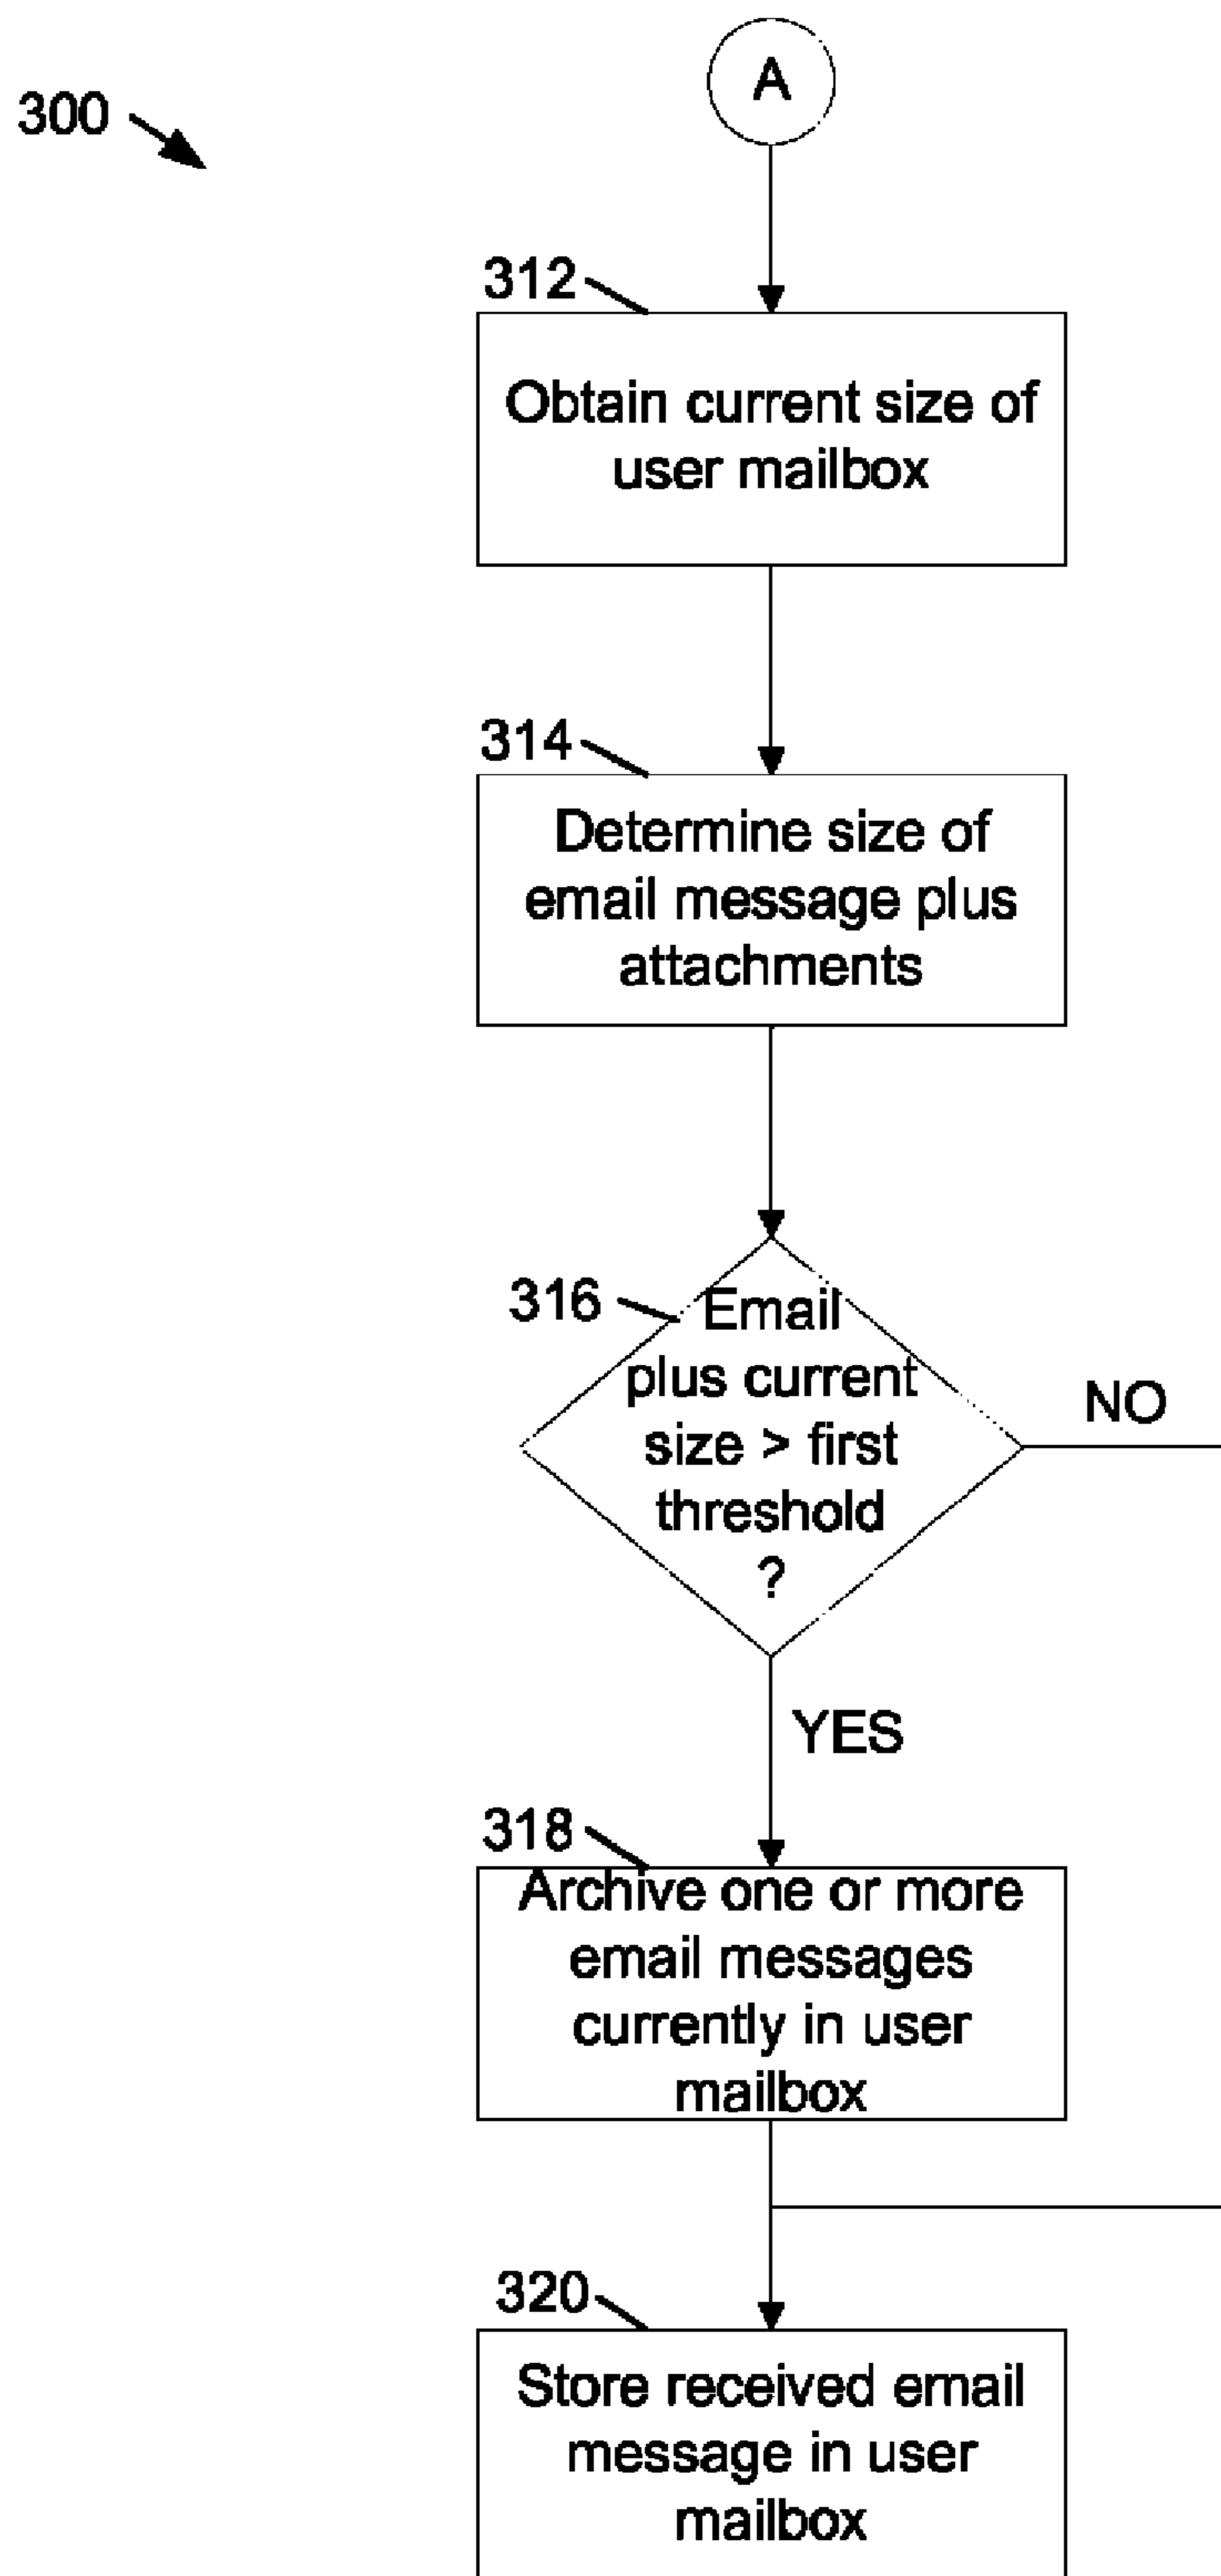 A
300
312
Obtain current size of
user mailbox
314
Determine size of
email message plus
attachments
316
Email
plus current
size > first
threshold
?
NO
YES
318
Archive one or more
email messages
currently in user
mailbox
320
Store received email
message in user
mailbox